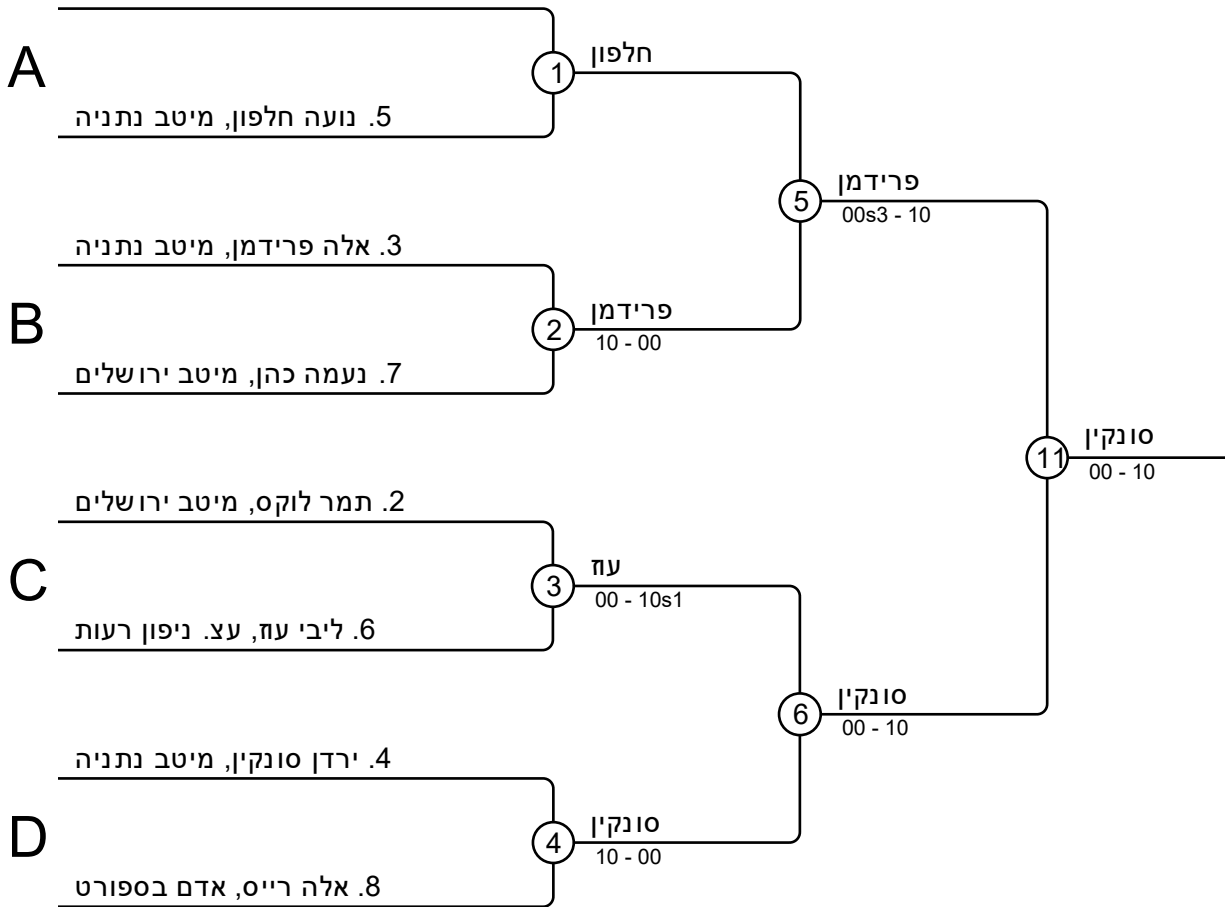 A
1
חלפון
5. נועה חלפון, מיטב נתניה
5
פרידמן
00s3 - 10
3. אלה פרידמן, מיטב נתניה
B
2
פרידמן
10 - 00
7. נעמה כהן, מיטב ירושלים
11
סונקין
00 - 10
2. תמר לוקס, מיטב ירושלים
C
3
עוז
00 - 10s1
6. ליבי עוז, עצ. ניפון רעות
6
סונקין
00 - 10
4. ירדן סונקין, מיטב נתניה
D
4
סונקין
10 - 00
8. אלה רייס, אדם בספורט